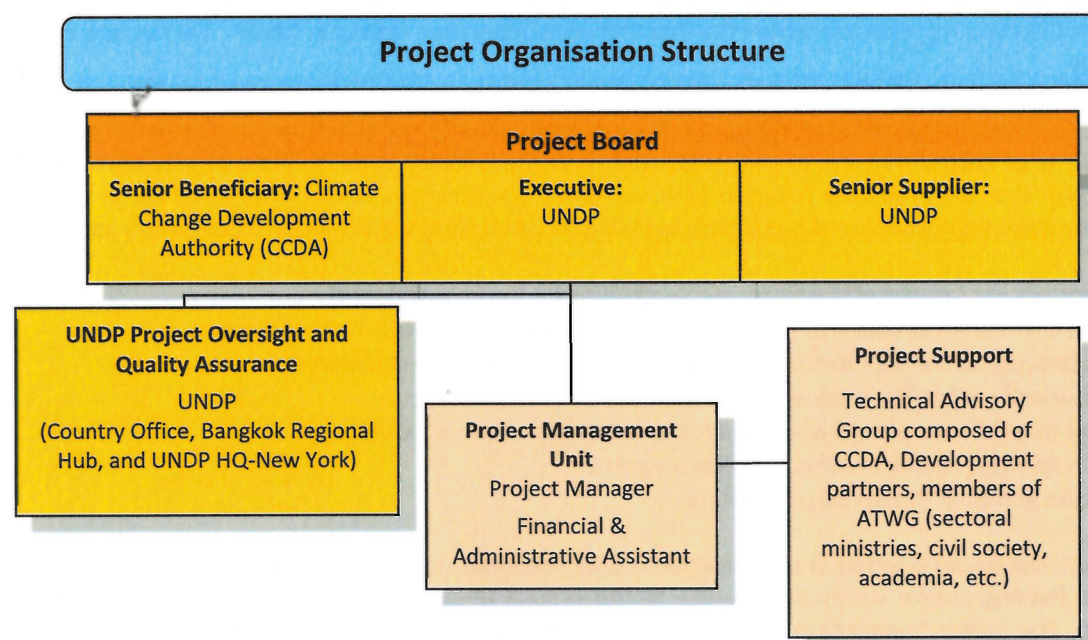 Project Organisation Structure
Project Board
Senior Beneficiary: Climate
Change Development
Authority (CCDA)
Executive:
UNDP
Senior Supplier:
UNDP
UNDP Project Oversight and
Quality Assurance
UNDP
(Country Office, Bangkok Regional
Hub, and UNDP HQ-New York)
Project Management
Unit
Project Manager
Financial &
Administrative Assistant
Project Support
Technical Advisory
Group composed of
CCDA, Development
partners, members of
ATWG (sectoral
ministries, civil society,
academia, etc.)